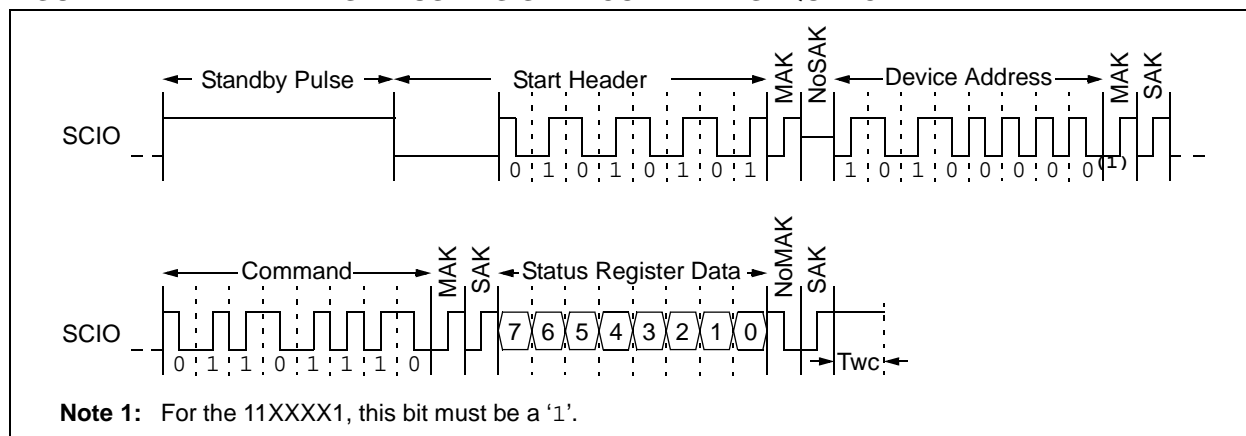 Standby Pulse Start Header MAK NoSAK Device Address MAK SAK
SCIO
0 1 0 1 0 1 0 1 1 0 1 0 0 0 0 0(1)
Command MAK SAK Status Register Data NoMAK SAK
SCIO
7 6 5 4 3 2 1 0
Twc
0 1 1 0 1 1 1 0
Note 1: For the 11XXXX1, this bit must be a ‘1’.